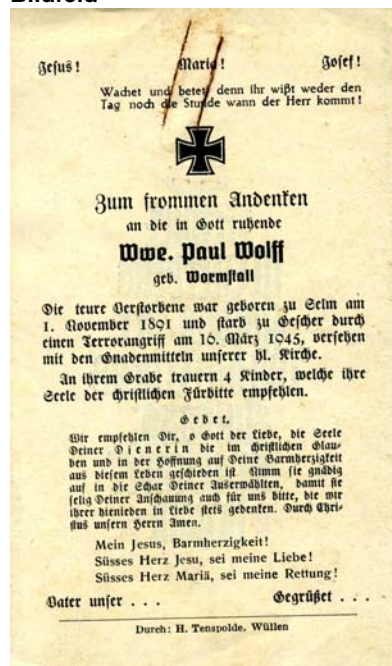 Bildfeld
Jesus! Maria! Josef!
Wachet und betet, denn ihr wißt weder den
Tag noch die Stunde wann der Herr kommt!
Zum frommen Andenken
an die in Gott ruhende
Wwe. Paul Wolff
geb. Wormstall
Die teure Verstorbene war geboren zu Selm am
1. November 1891 und starb zu Gescher durch
einen Terrorangriff am 16. März 1945, versehen
mit den Gnadenmitteln unserer hl. Kirche.
In ihrem Grabe trauern 4 Kinder, welche ihre
Seele der christlichen Fürbitte empfehlen.
Gebet.
Wir empfehlen Dir, o Gott der Liebe, die Seele
Deiner Dienerin die im christlichen Glau-
ben und in der Hoffnung auf Deine Barmherzigkeit
aus diesem Leben geschieden ist Nimm sie gnädig
auf in die Schar Deiner Auserwählten, damit sie
selig Deiner Anschauung auch für uns bitte, die wir
ihrer hienieden in Liebe stets gedenken. Durch Chri-
stus unsern Herrn Amen.
Mein Jesus, Barmherzigkeit!
Süsses Herz Jesu, sei meine Liebe!
Süsses Herz Mariä, sei meine Rettung!
Vater unser . . . Gegrüßet . . .
Durch: H. Tenspolde, Wüllen